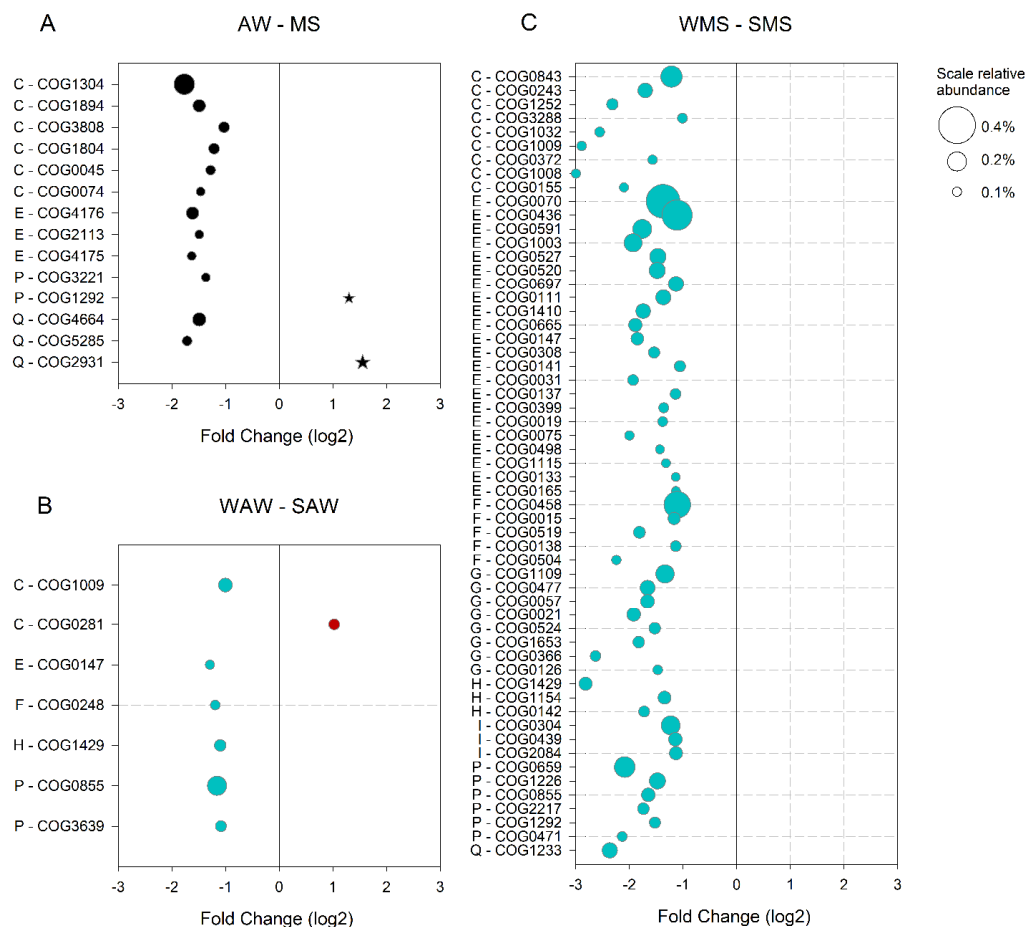 A
AW - MS
C - COG1304
C - COG1894
C - COG3808
C - COG1804
C - COG0045
C - COG0074
E - COG4176
E - COG2113
E - COG4175
P - COG3221
P - COG1292
Q - COG4664
Q - COG5285
Q - COG2931
-3 -2 -1 0 1 2 3
Fold Change (log2)
B
WAW - SAW
C - COG1009
C - COG0281
E - COG0147
F - COG0248
H - COG1429
P - COG0855
P - COG3639
-3 -2 -1 0 1 2 3
Fold Change (log2)
C
WMS - SMS
C - COG0843
C - COG0243
C - COG1252
C - COG3288
C - COG1032
C - COG1009
C - COG0372
C - COG1008
C - COG0155
E - COG0070
E - COG0436
E - COG0591
E - COG1003
E - COG0527
E - COG0520
E - COG0697
E - COG0111
E - COG1410
E - COG0665
E - COG0147
E - COG0308
E - COG0141
E - COG0031
E - COG0137
E - COG0399
E - COG0019
E - COG0075
E - COG0498
E - COG1115
E - COG0133
E - COG0165
F - COG0458
F - COG0015
F - COG0519
F - COG0138
F - COG0504
G - COG1109
G - COG0477
G - COG0057
G - COG0021
G - COG0524
G - COG1653
G - COG0366
G - COG0126
H - COG1429
H - COG1154
H - COG0142
I - COG0304
I - COG0439
I - COG2084
P - COG0659
P - COG1226
P - COG0855
P - COG2217
P - COG1292
P - COG0471
Q - COG1233
-3 -2 -1 0 1 2 3
Fold Change (log2)
Scale relative
abundance
0.4%
0.2%
0.1%